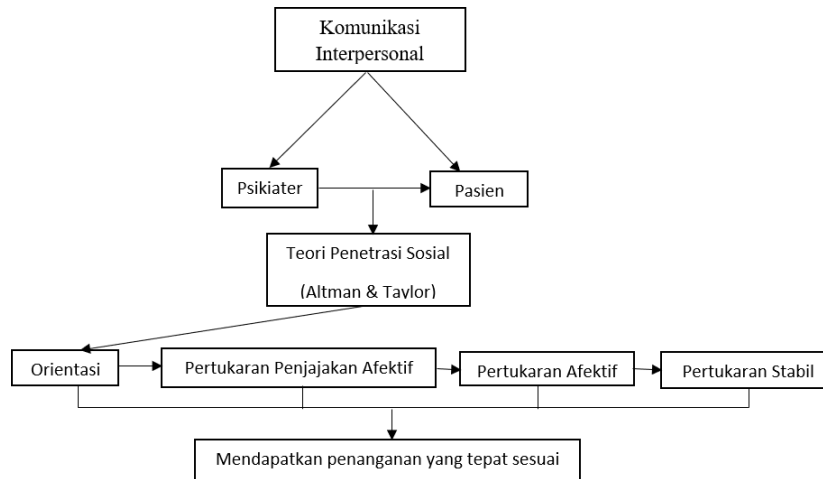 Komunikasi
Interpersonal
Psikiater
Pasien
Teori Penetrasi Sosial
(Altman & Taylor)
Orientasi
Pertukaran Penjajakan Afektif
Pertukaran Afektif
Pertukaran Stabil
Mendapatkan penanganan yang tepat sesuai